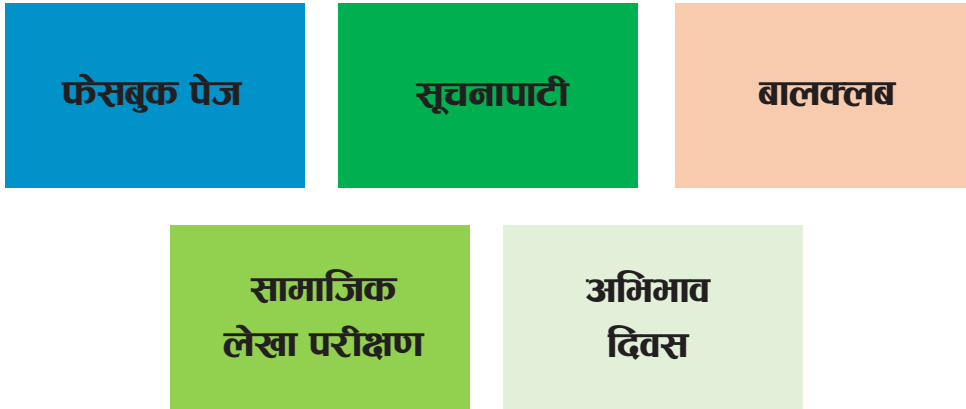 फेसबुक पेज
सूचनापाटी
बालक्लब
सामाजिक
लेखा परीक्षण
अभिभाव
दिवस